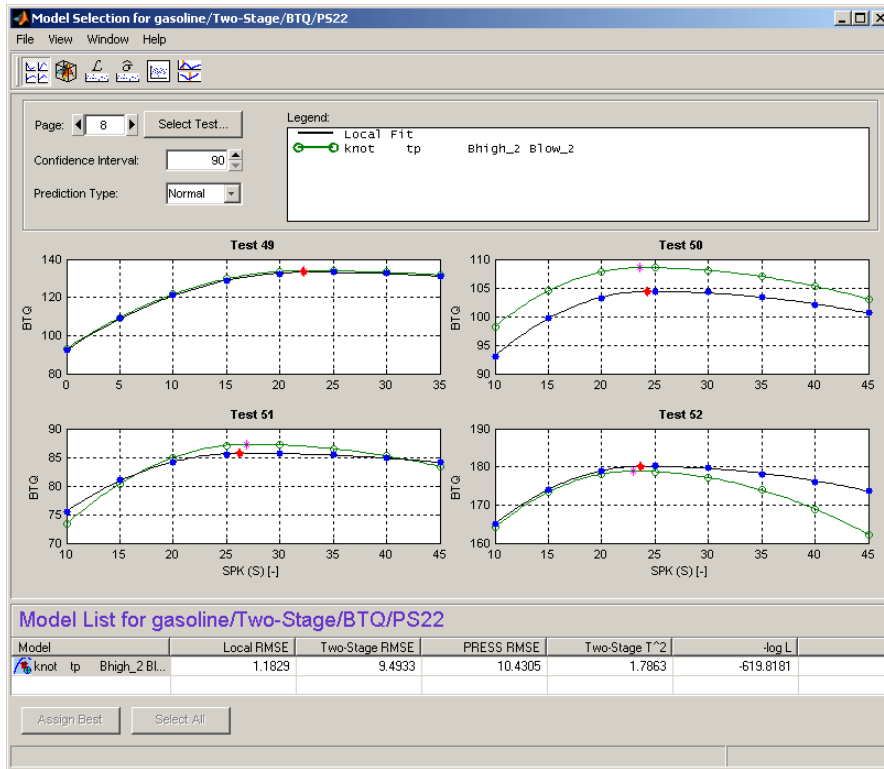 Model Selection for gasoline/Two-Stage/BTQ/PS22
File View Window Help
Page: 8 Select Test...
Confidence Interval: 90
Prediction Type: Normal
Legend:
Local Fit
knot tp Bhigh_2 Blow_2
Test 49
140
120
100
80
BTQ
0 5 10 15 20 25 30 35
Test 50
110
105
100
95
90
BTQ
10 15 20 25 30 35 40 45
Test 51
90
85
80
75
70
BTQ
10 15 20 25 30 35 40 45
SPK (S) [-]
Test 52
190
180
170
160
BTQ
10 15 20 25 30 35 40 45
SPK (S) [-]
Model List for gasoline/Two-Stage/BTQ/PS22
Model Local RMSE Two-Stage RMSE PRESS RMSE Two-Stage T^2 -log L
knot tp Bhigh_2 Bl... 1.1829 9.4933 10.4305 1.7863 -619.8181
Assign Best Select All